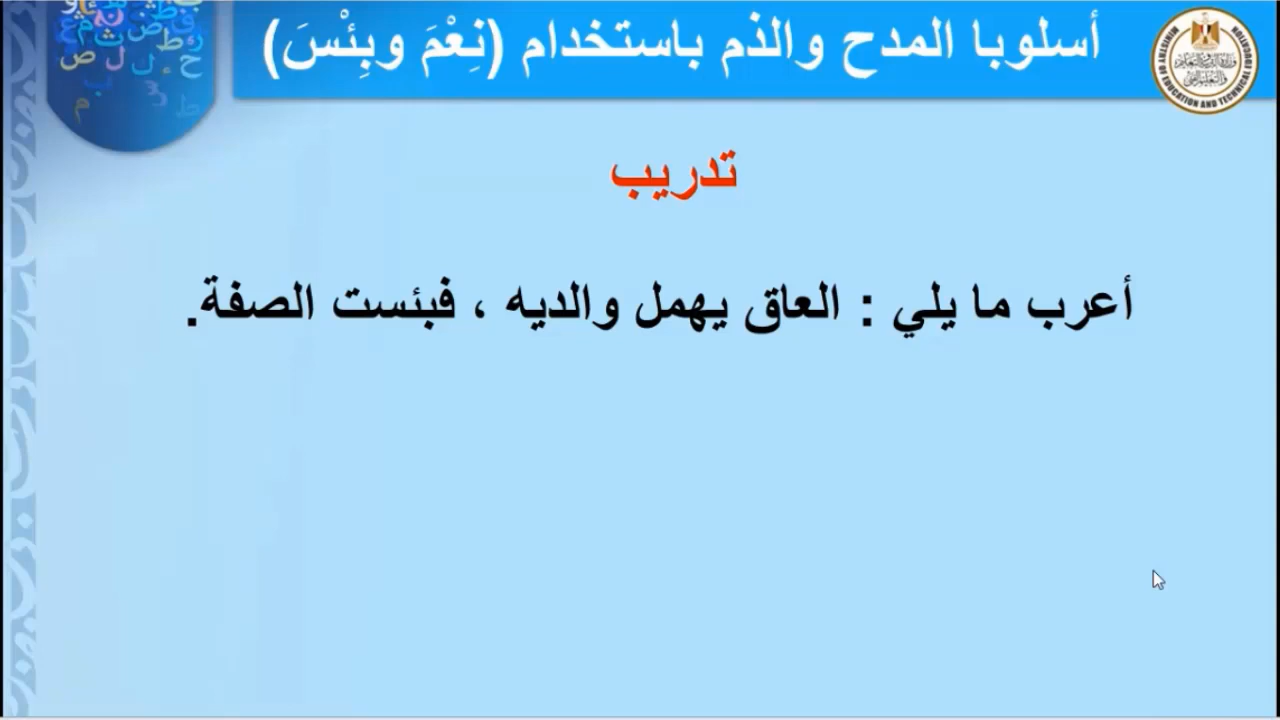 أسلوبا المدح والذم باستخدام (نِعْمَ وبِئْسَ)
تدريب
أعرب ما يلي : العاق يهمل والديه ، فبئست الصفة.